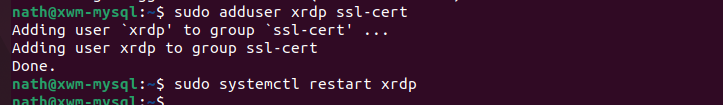 nath@xwm-mysql:~$ sudo adduser xrdp ssl-cert
Adding user `xrdp' to group `ssl-cert' ...
Adding user xrdp to group ssl-cert
Done.
nath@xwm-mysql:~$ sudo systemctl restart xrdp
nath@xwm-mysql:~$